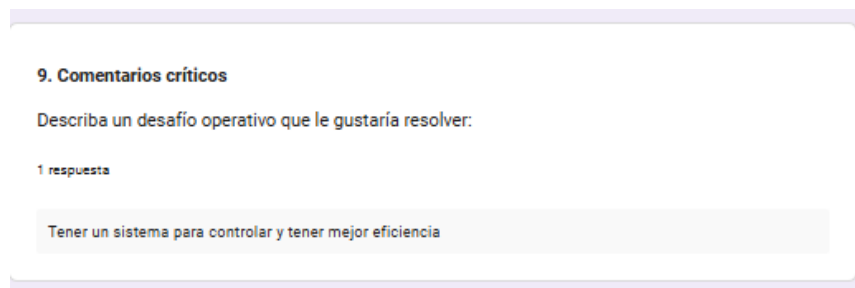 9. Comentarios críticos
Describa un desafío operativo que le gustaría resolver:
1 respuesta
Tener un sistema para controlar y tener mejor eficiencia